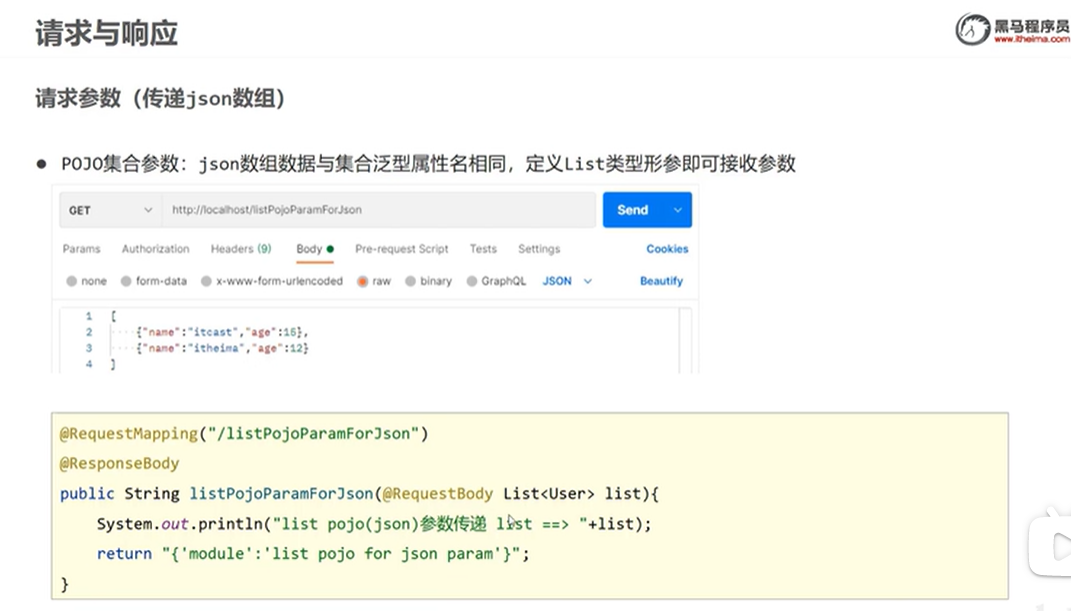 请求与响应
黑马程序员
www.itheima.com
请求参数（传递json数组）
● POJO集合参数：json数组数据与集合泛型属性名相同，定义List类型形参即可接收参数
GET http://localhost/listPojoParamForJson Send
Params Authorization Headers (9) Body Pre-request Script Tests Settings Cookies
none form-data x-www-form-urlencoded raw binary GraphQL JSON Beautify
1 [
2 ····{"name":"itcast","age":16},
3 ····{"name":"itheima","age":12}
4 ]
@RequestMapping("/listPojoParamForJson")
@ResponseBody
public String listPojoParamForJson(@RequestBody List<User> list){
System.out.println("list pojo(json)参数传递 list ==> "+list);
return "{'module':'list pojo for json param'}";
}